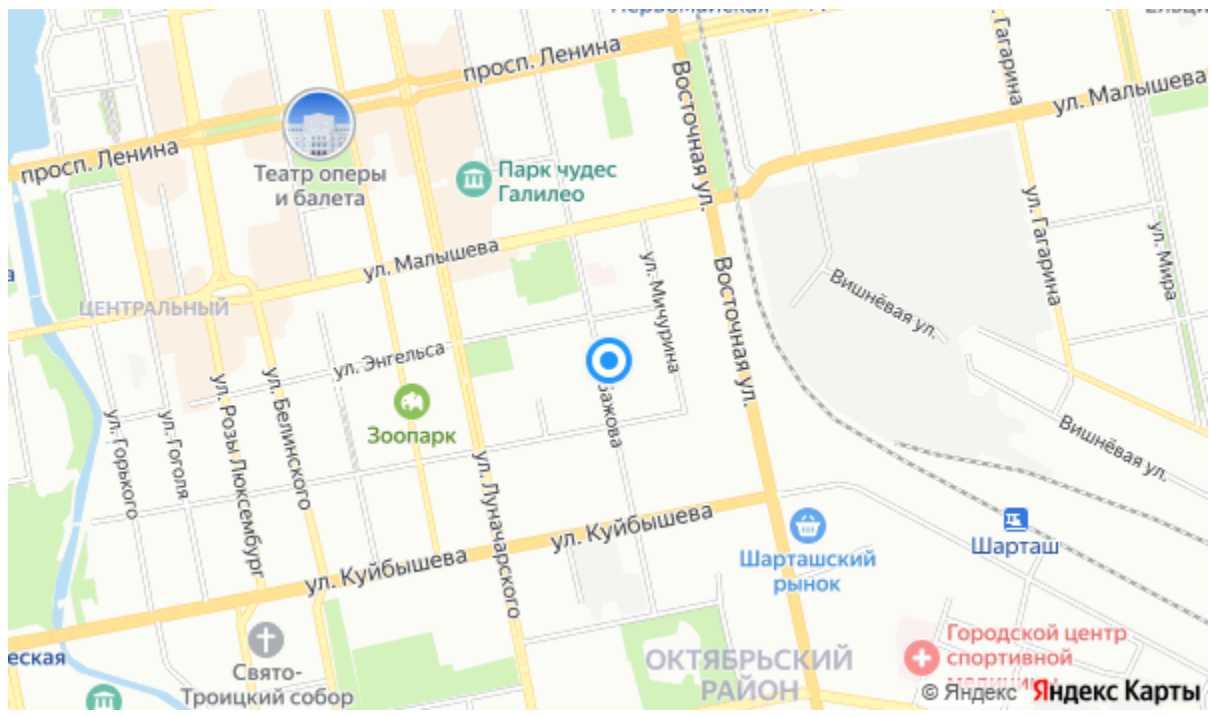 просп. Ленина
Восточная ул.
ул. Гагарина
ул. Малышева
просп. Ленина
Театр оперы
и балета
Парк чудес
Галилео
ул. Малышева
ул. Гагарина
ул. Мира
ЦЕНТРАЛЬНЫЙ
ул. Мичурина
Восточная ул.
Вишнёвая ул.
ул. Энгельса
Зоопарк
ул. Горького
ул. Гоголя
ул. Розы Люксембург
ул. Белинского
ул. Луначарского
Бажова
Вишнёвая ул.
ул. Куйбышева
ул. Куйбышева
Шарташский
рынок
Шарташ
Свято-
Троицкий собор
ОКТЯБРЬСКИЙ
РАЙОН
Городской центр
спортивной
еская
© Яндекс Яндекс Карты